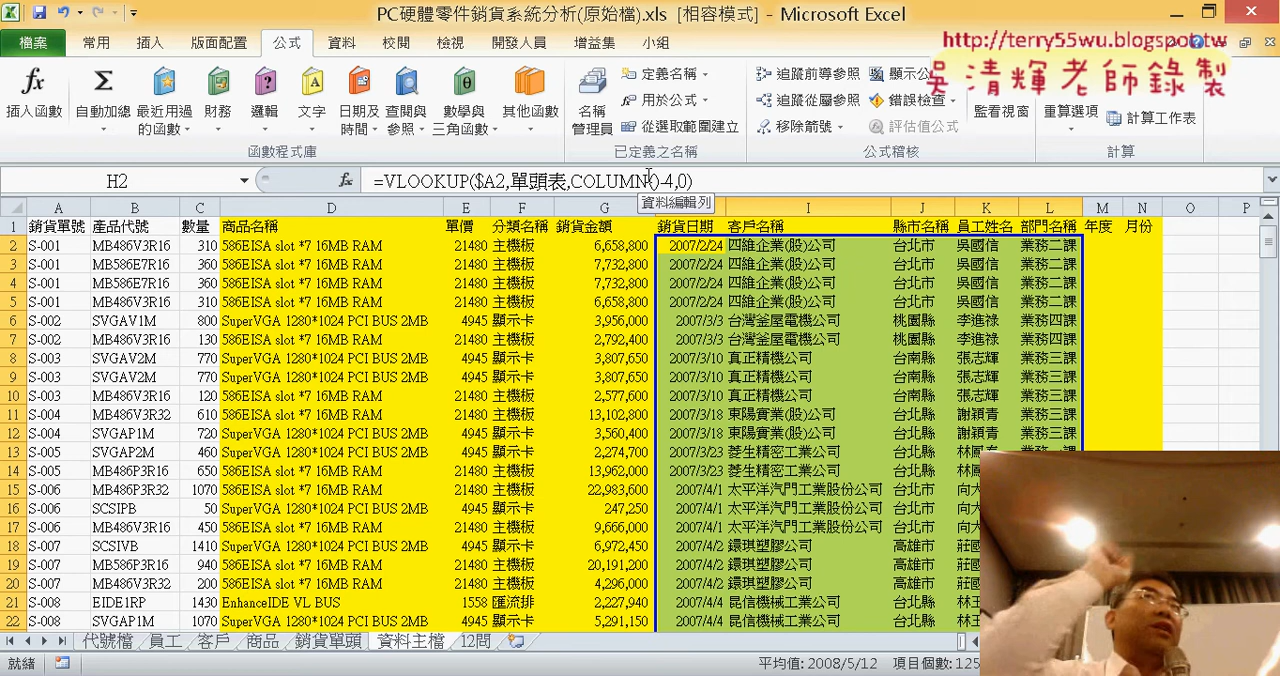 PC硬體零件銷貨系統分析(原始檔).xls [相容模式] - Microsoft Excel
http://terry55wu.blogspot.tw
吳清輝老師錄製
檔案 常用 插入 版面配置 公式 資料 校閱 檢視 開發人員 增益集 小組
插入函數 自動加總 最近用過的函數 財務 邏輯 文字 日期及時間 查閱與參照 數學與三角函數 其他函數 名稱管理員 定義名稱 用於公式 從選取範圍建立 追蹤前導參照 追蹤從屬參照 移除箭號 顯示公 錯誤檢查 評估值公式 監看視窗 重算選項 計算工作表
函數程式庫 已定義之名稱 公式稽核 計算
H2 fx =VLOOKUP($A2,單頭表,COLUMN()-4,0)
資料編輯列
A B C D E F G H I J K L M N O P
1 銷貨單號 產品代號 數量 商品名稱 單價 分類名稱 銷貨金額 銷貨日期 客戶名稱 縣市名稱 員工姓名 部門名稱 年度 月份
2 S-001 MB486V3R16 310 586EISA slot *7 16MB RAM 21480 主機板 6,658,800 2007/2/24 四維企業(股)公司 台北市 吳國信 業務二課
3 S-001 MB586E7R16 360 586EISA slot *7 16MB RAM 21480 主機板 7,732,800 2007/2/24 四維企業(股)公司 台北市 吳國信 業務二課
4 S-001 MB586E7R16 360 586EISA slot *7 16MB RAM 21480 主機板 7,732,800 2007/2/24 四維企業(股)公司 台北市 吳國信 業務二課
5 S-001 MB486V3R16 310 586EISA slot *7 16MB RAM 21480 主機板 6,658,800 2007/2/24 四維企業(股)公司 台北市 吳國信 業務二課
6 S-002 SVGAV1M 800 SuperVGA 1280*1024 PCI BUS 2MB 4945 顯示卡 3,956,000 2007/3/3 台灣釜屋電機公司 桃園縣 李進祿 業務四課
7 S-002 MB486V3R16 130 586EISA slot *7 16MB RAM 21480 主機板 2,792,400 2007/3/3 台灣釜屋電機公司 桃園縣 李進祿 業務四課
8 S-003 SVGAV2M 770 SuperVGA 1280*1024 PCI BUS 2MB 4945 顯示卡 3,807,650 2007/3/10 真正精機公司 台南縣 張志輝 業務三課
9 S-003 SVGAV2M 770 SuperVGA 1280*1024 PCI BUS 2MB 4945 顯示卡 3,807,650 2007/3/10 真正精機公司 台南縣 張志輝 業務三課
10 S-003 MB486V3R16 120 586EISA slot *7 16MB RAM 21480 主機板 2,577,600 2007/3/10 真正精機公司 台南縣 張志輝 業務三課
11 S-004 MB486V3R32 610 586EISA slot *7 16MB RAM 21480 主機板 13,102,800 2007/3/18 東陽實業(股)公司 台北縣 謝穎青 業務三課
12 S-004 SVGAP1M 720 SuperVGA 1280*1024 PCI BUS 2MB 4945 顯示卡 3,560,400 2007/3/18 東陽實業(股)公司 台北縣 謝穎青 業務三課
13 S-005 SVGAP2M 460 SuperVGA 1280*1024 PCI BUS 2MB 4945 顯示卡 2,274,700 2007/3/23 菱生精密工業公司 台北縣
14 S-005 MB486P3R16 650 586EISA slot *7 16MB RAM 21480 主機板 13,962,000 2007/3/23 菱生精密工業公司 台北縣
15 S-006 MB486P3R32 1070 586EISA slot *7 16MB RAM 21480 主機板 22,983,600 2007/4/1 太平洋汽門工業股份公司 台北市 向大
16 S-006 SCSIPB 50 SuperVGA 1280*1024 PCI BUS 2MB 4945 顯示卡 247,250 2007/4/1 太平洋汽門工業股份公司 台北市 向大
17 S-006 MB486V3R16 450 586EISA slot *7 16MB RAM 21480 主機板 9,666,000 2007/4/1 太平洋汽門工業股份公司 台北市 向大
18 S-007 SCSIVB 1410 SuperVGA 1280*1024 PCI BUS 2MB 4945 顯示卡 6,972,450 2007/4/2 鐶琪塑膠公司 高雄市 莊國
19 S-007 MB586P3R16 940 586EISA slot *7 16MB RAM 21480 主機板 20,191,200 2007/4/2 鐶琪塑膠公司 高雄市 莊國
20 S-007 MB486V3R32 200 586EISA slot *7 16MB RAM 21480 主機板 4,296,000 2007/4/2 鐶琪塑膠公司 高雄市 莊國
21 S-008 EIDE1RP 1430 EnhanceIDE VL BUS 1558 匯流排 2,227,940 2007/4/4 昆信機械工業公司 台北縣 林王
22 S-008 SVGAP1M 1070 SuperVGA 1280*1024 PCI BUS 2MB 4945 顯示卡 5,291,150 2007/4/4 昆信機械工業公司 台北縣 林王
代號檔 員工 客戶 商品 銷貨單頭 資料主檔 12問
就緒 平均值: 2008/5/12 項目個數: 125